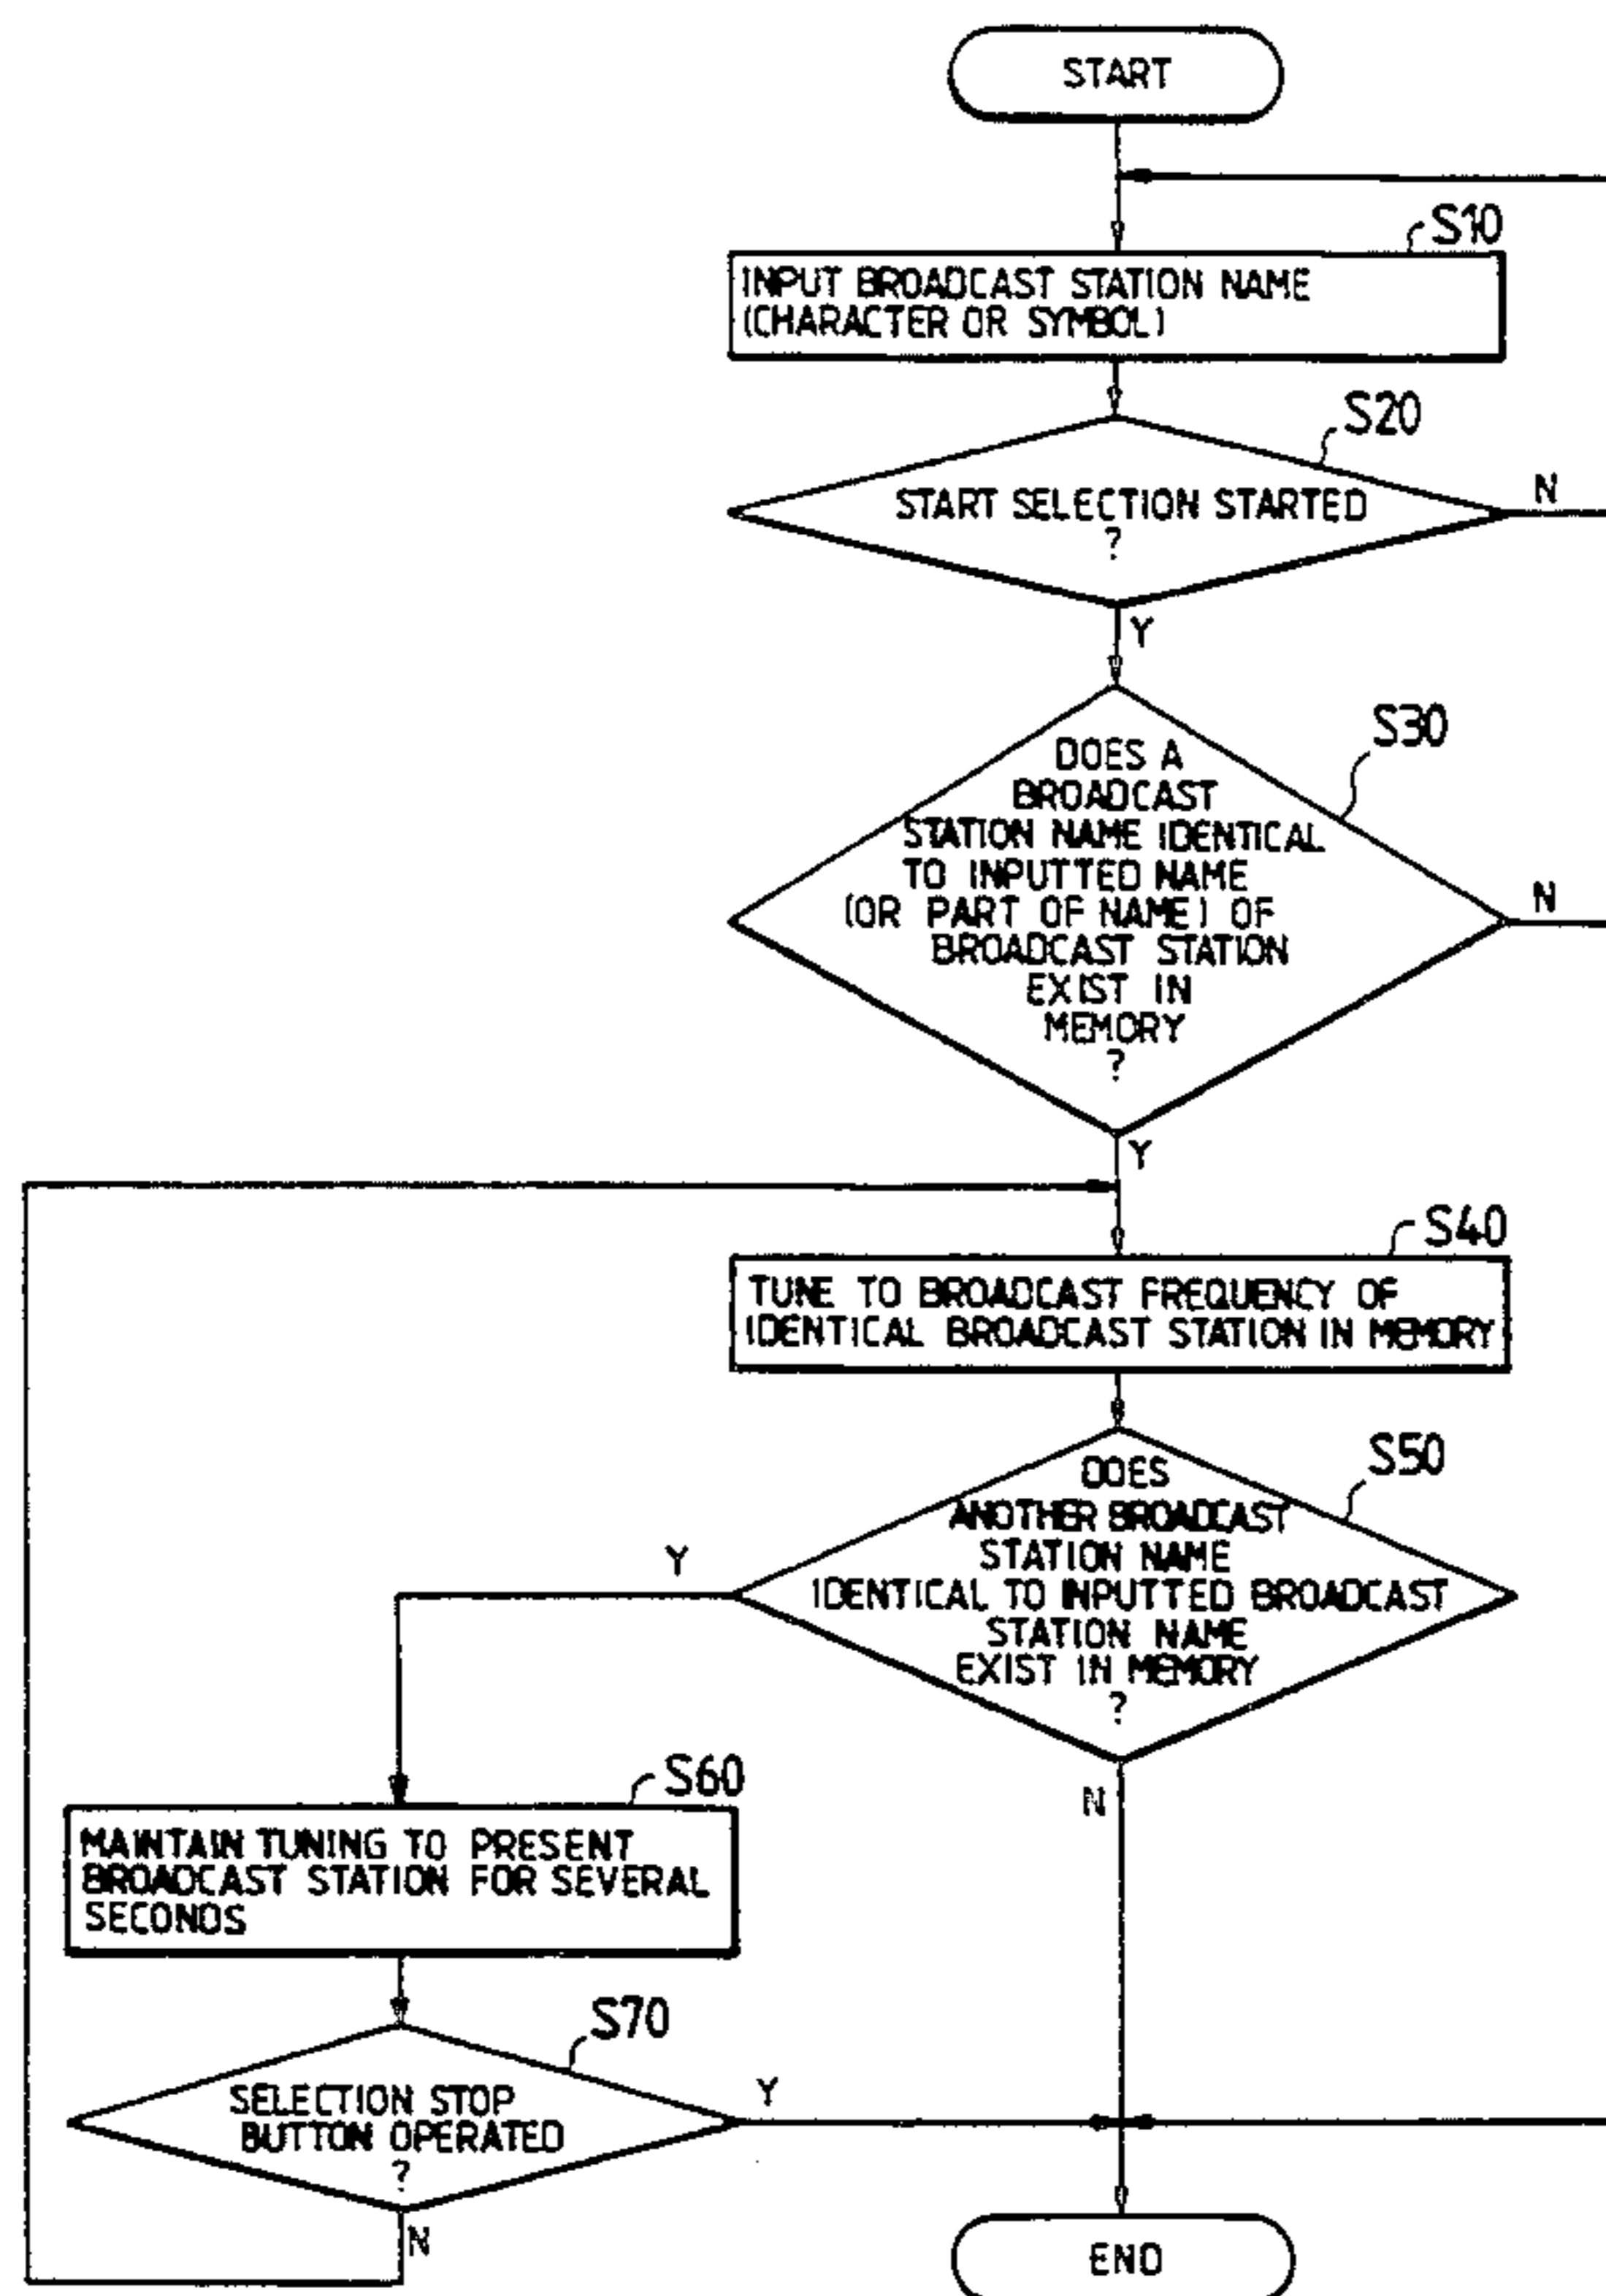 START
S10
INPUT BROADCAST STATION NAME
(CHARACTER OR SYMBOL)
S20
START SELECTION STARTED
?
N
Y
S30
DOES A
BROADCAST
STATION NAME IDENTICAL
TO INPUTTED NAME
(OR PART OF NAME) OF
BROADCAST STATION
EXIST IN
MEMORY
?
N
Y
S40
TUNE TO BROADCAST FREQUENCY OF
IDENTICAL BROADCAST STATION IN MEMORY
S50
DOES
ANOTHER BROADCAST
STATION NAME
IDENTICAL TO INPUTTED BROADCAST
STATION NAME
EXIST IN MEMORY
?
Y
N
S60
MAINTAIN TUNING TO PRESENT
BROADCAST STATION FOR SEVERAL
SECONDS
S70
SELECTION STOP
BUTTON OPERATED
?
Y
N
END